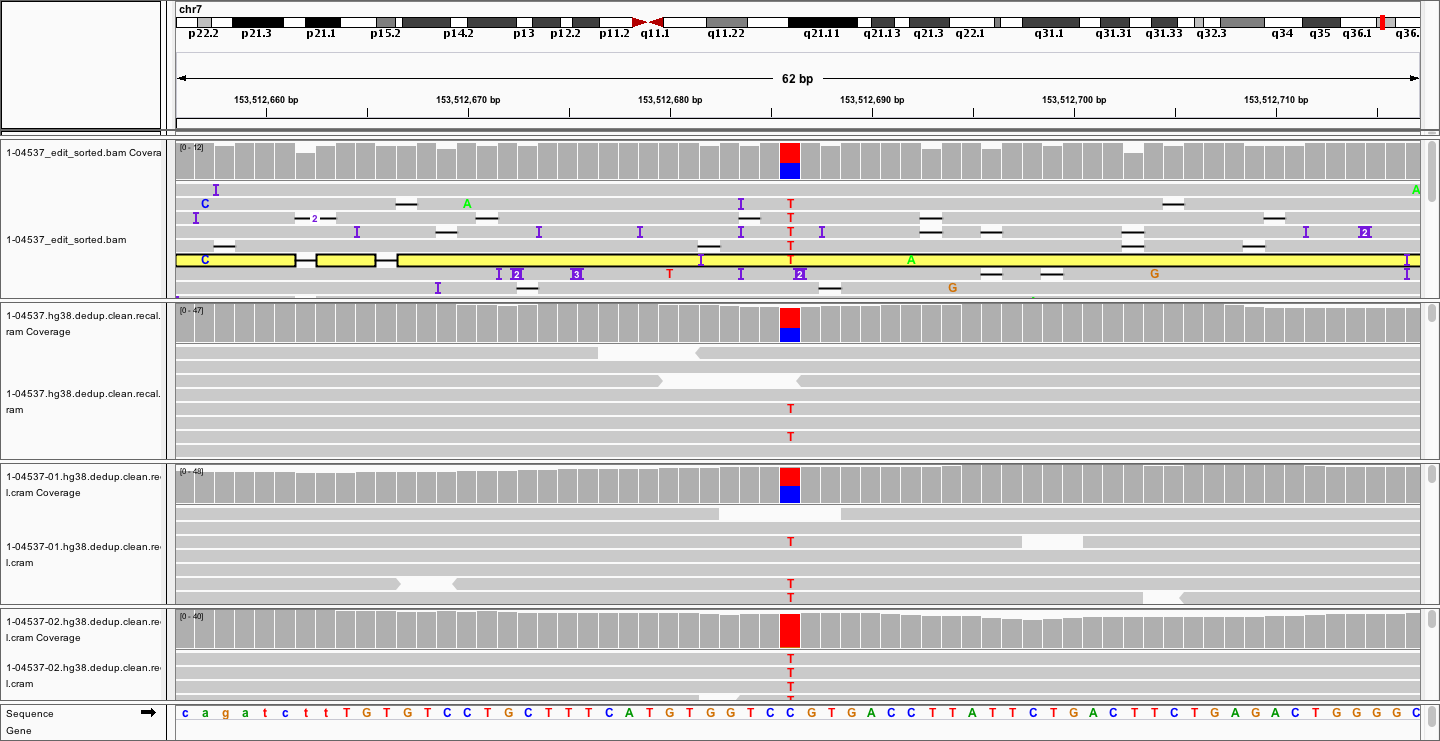 chr7
p22.2 p21.3 p21.1 p15.2 p14.2 p13 p12.2 p11.2 q11.1 q11.22 q21.11 q21.13 q21.3 q22.1 q31.1 q31.31 q31.33 q32.3 q34 q35 q36.1 q36.
62 bp
153,512,660 bp 153,512,670 bp 153,512,680 bp 153,512,690 bp 153,512,700 bp 153,512,710 bp
1-04537_edit_sorted.bam Covera
[0 - 12]
A
C A T
2 T
T 2
T
1-04537_edit_sorted.bam
C T A
2 3 T 2 G
G
1-04537.hg38.dedup.clean.recal.
ram Coverage
[0 - 47]
1-04537.hg38.dedup.clean.recal.
ram
T
T
1-04537-01.hg38.dedup.clean.re
l.cram Coverage
[0 - 48]
1-04537-01.hg38.dedup.clean.re
l.cram
T
T
T
1-04537-02.hg38.dedup.clean.re
l.cram Coverage
[0 - 40]
1-04537-02.hg38.dedup.clean.re
l.cram
T
T
T
T
Sequence
c a g a t c t t T G T G T C C T G C T T T C A T G T G G T C C G T G A C C T T A T T C T G A C T T C T G A G A C T G G G G C
Gene